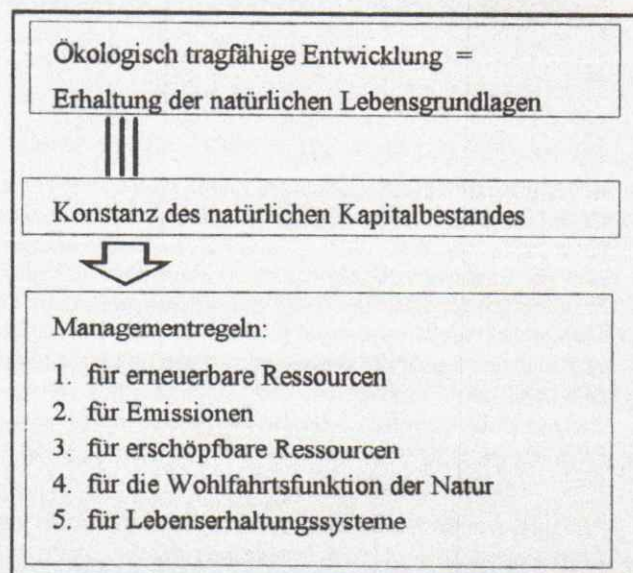 Ökologisch tragfähige Entwicklung =
Erhaltung der natürlichen Lebensgrundlagen
Konstanz des natürlichen Kapitalbestandes
Managementregeln:
1. für erneuerbare Ressourcen
2. für Emissionen
3. für erschöpfbare Ressourcen
4. für die Wohlfahrtsfunktion der Natur
5. für Lebenserhaltungssysteme